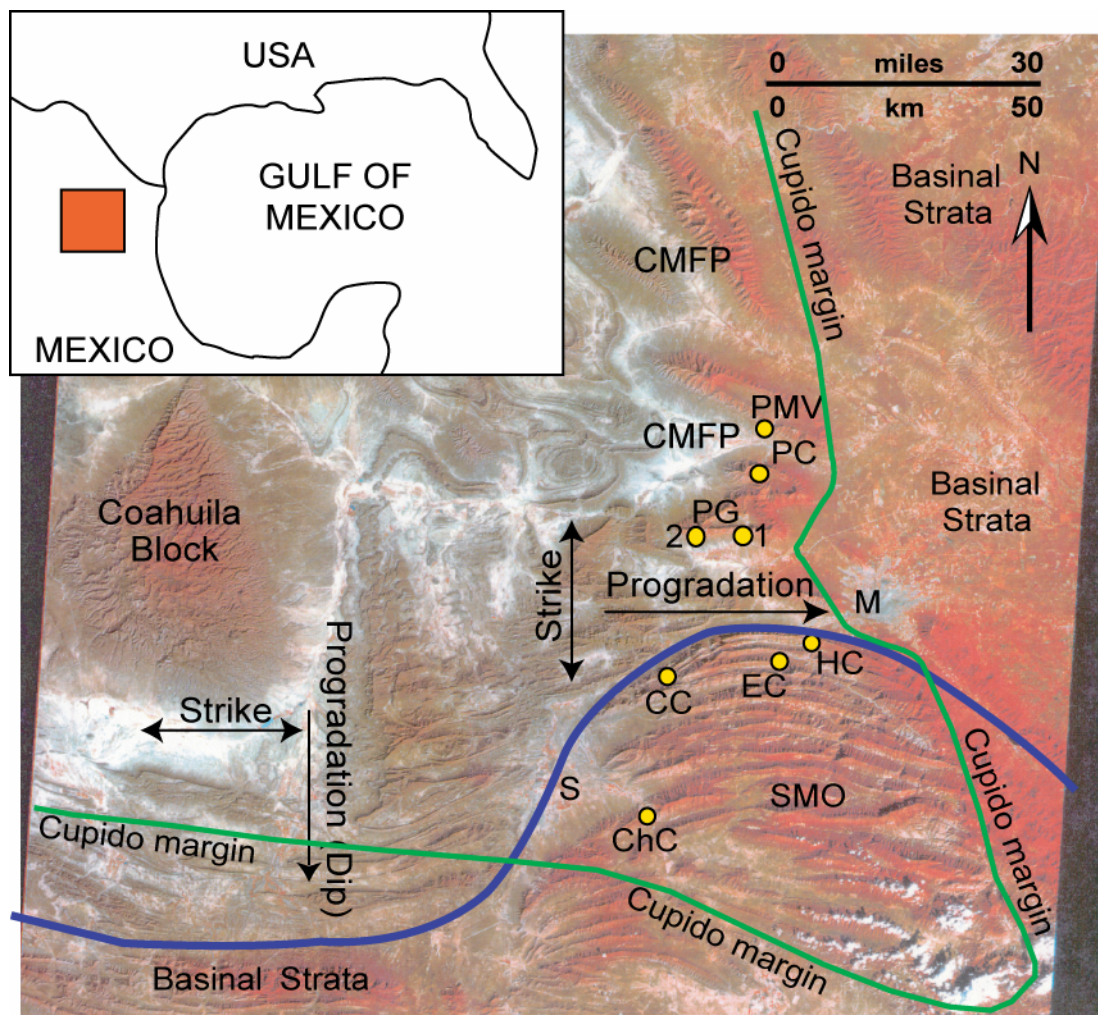 USA
GULF OF
MEXICO
MEXICO
0 miles 30
0 km 50
Cupido margin
Basinal
Strata
N
CMFP
PMV
CMFP
PC
Coahuila
Block
Basinal
Strata
PG
2 1
Strike
Progradation
M
HC
EC
CC
Strike
Progradation (Dip)
S
SMO
ChC
Cupido margin
Cupido margin
Cupido margin
Basinal Strata